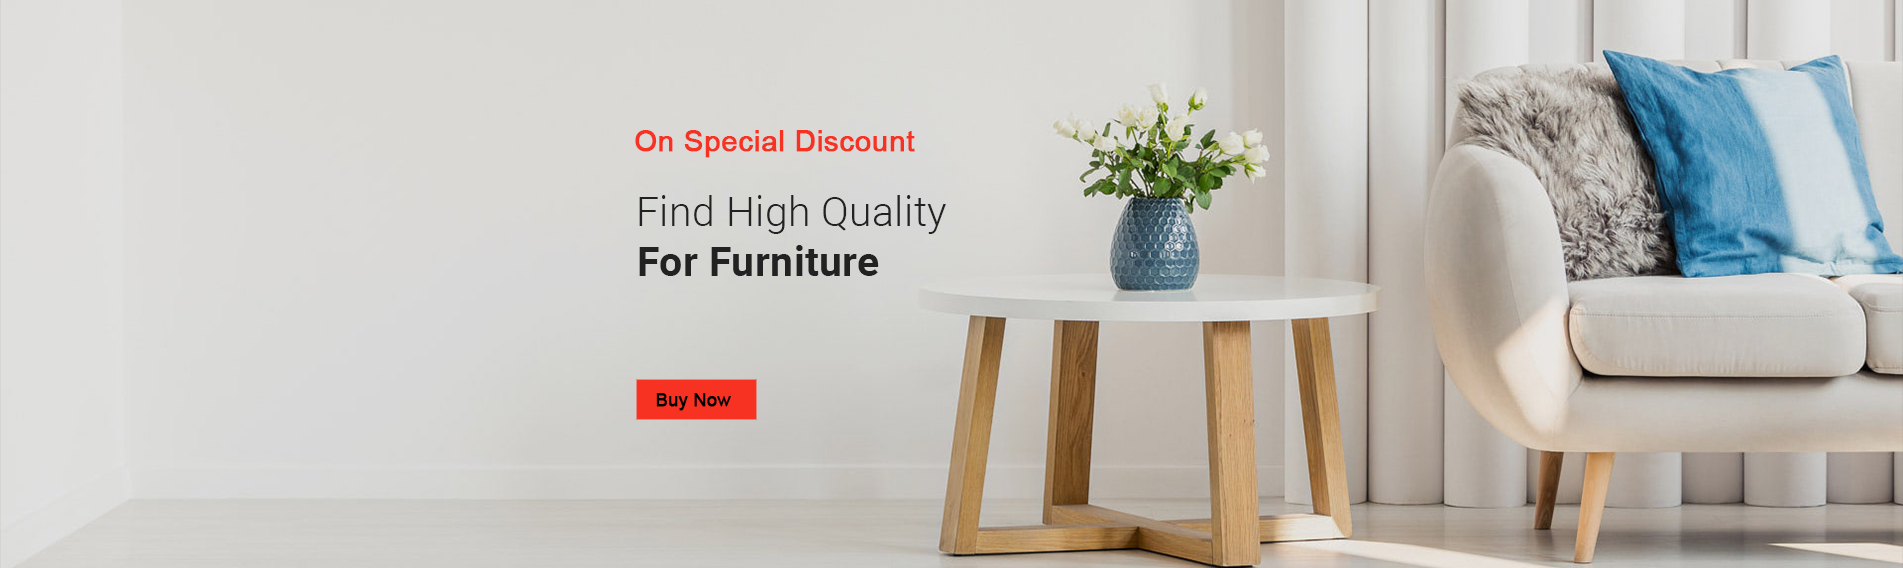 On Special Discount
Find High Quality
For Furniture
Buy Now